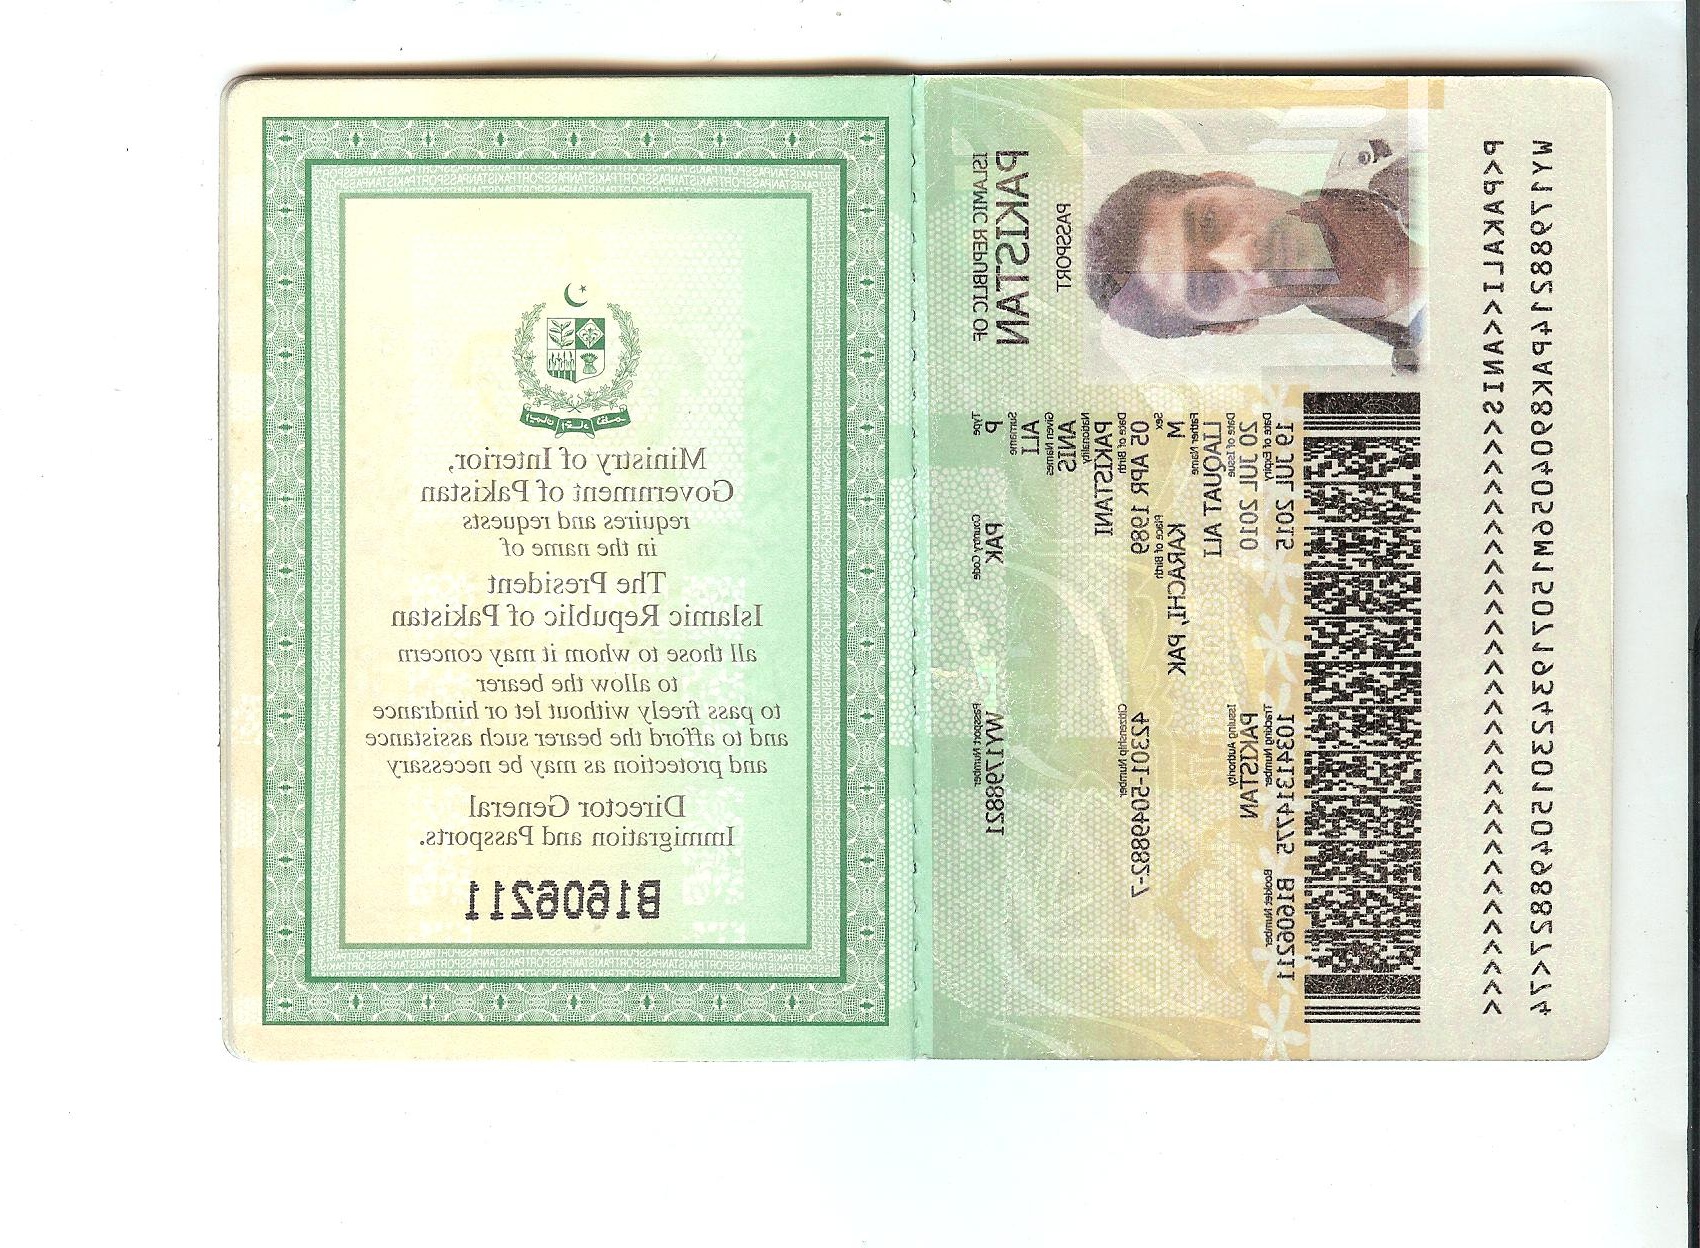 Ministry of Interior,
Government of Pakistan
requires and requests
in the name of
The President
Islamic Republic of Pakistan
all those to whom it may concern
to allow the bearer
to pass freely without let or hindrance
and to afford the bearer such assistance
and protection as may be necessary
Director General
Immigration and Passports.
B1606211
ISLAMIC REPUBLIC OF
PAKISTAN
PASSPORT
Type
P
Country Code
PAK
Passport Number
WY1798821
Surname
ALI
Given Names
ANIS
Nationality
PAKISTANI
Date of Birth
05 APR 1989
Citizenship Number
42301-5049882-7
Sex
M
Place of Birth
KARACHI, PAK
Father Name
LIAQUAT ALI
Date of Issue
20 JUL 2010
Issuing Authority
PAKISTAN
Date of Expiry
19 JUL 2015
Tracking Number
10341314775
Booklet Number
B1606211
P<PAKALI<<ANIS<<<<<<<<<<<<<<<<<<<<<<<<<<<<<<
WY17988214PAK8904056M15071934230150498827<74